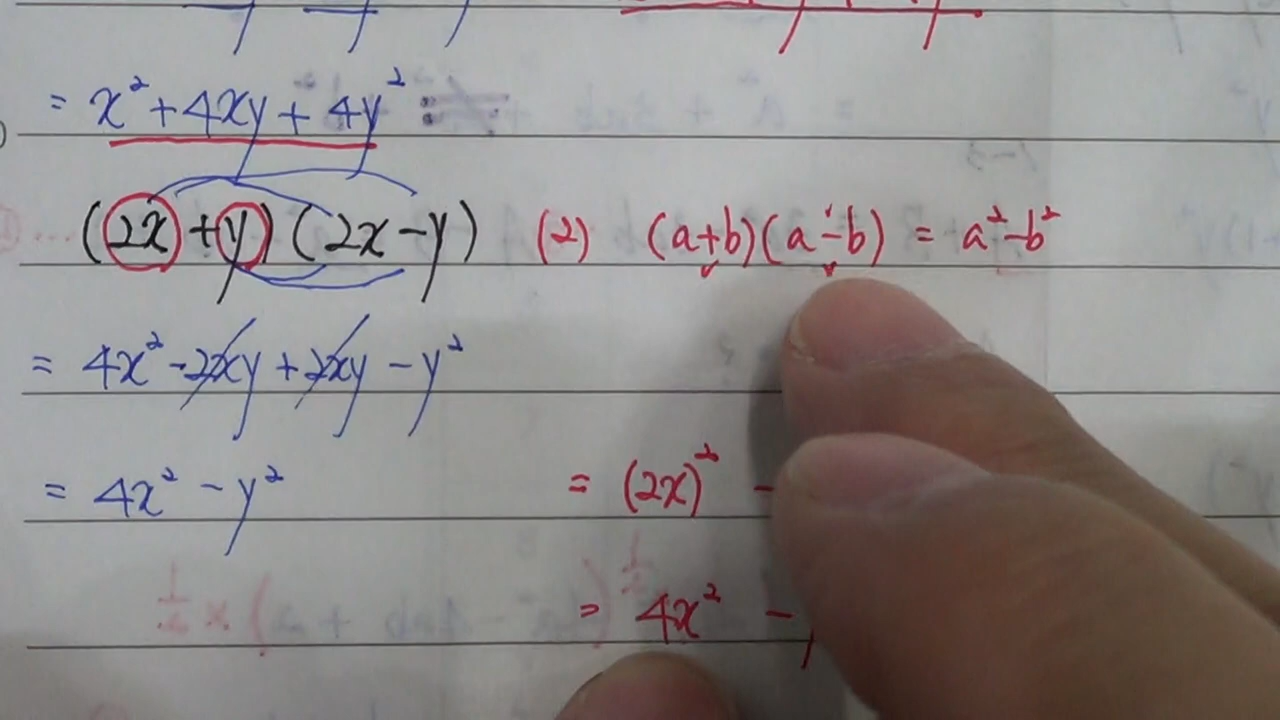 = x² + 4xy + 4y²
(2x + y)(2x - y) (2) (a+b)(a-b) = a² - b²
= 4x² - 2xy + 2xy - y²
= 4x² - y² = (2x)² -
= 4x² -